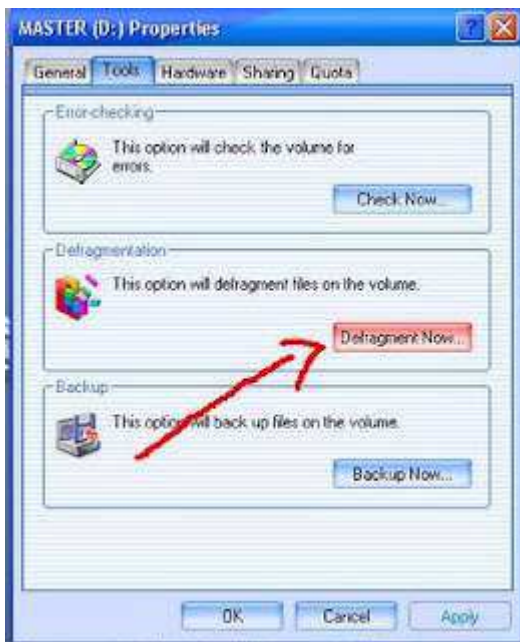 MASTER (D:) Properties
General Tools Hardware Sharing Quota
Error-checking
This option will check the volume for
errors.
Check Now...
Defragmentation
This option will defragment files on the volume.
Defragment Now...
Backup
This option will back up files on the volume.
Backup Now...
OK Cancel Apply